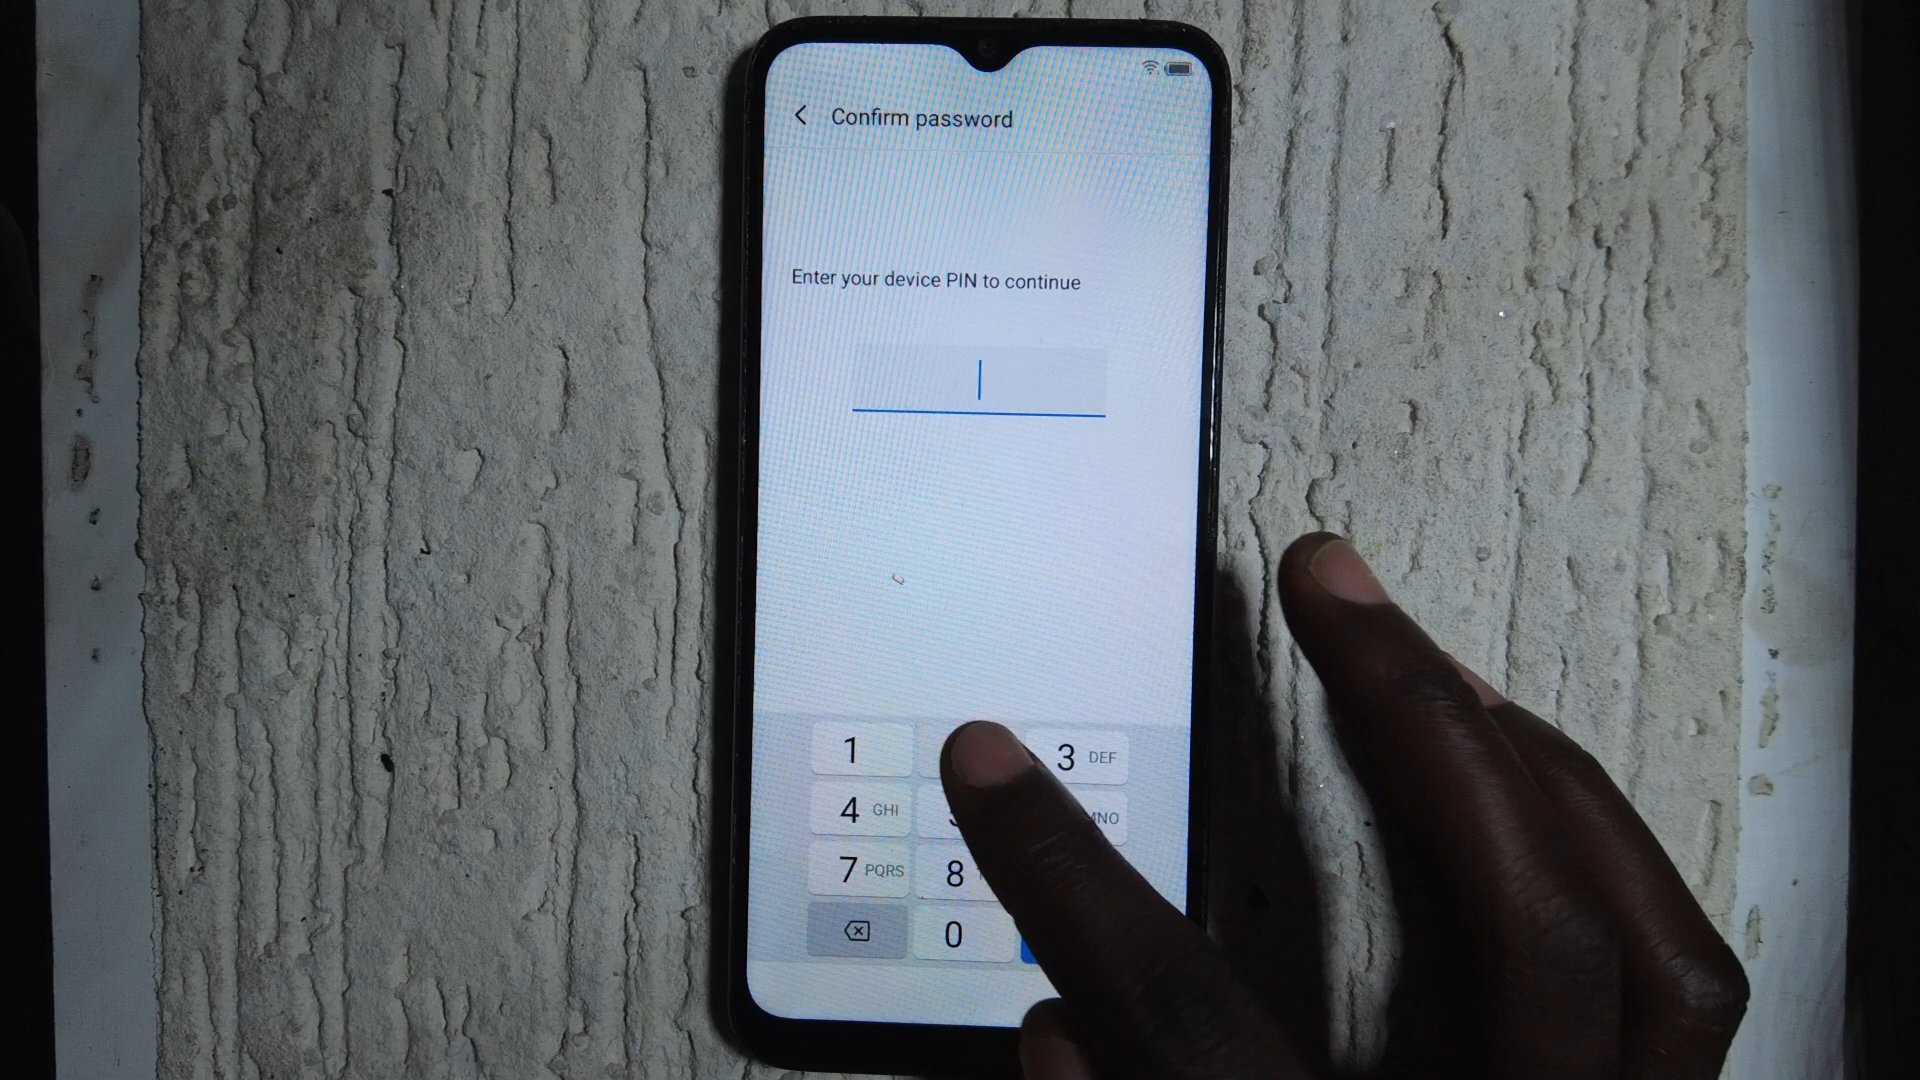 Confirm password
Enter your device PIN to continue
1 3 DEF
4 GHI MNO
7 PQRS 8
0